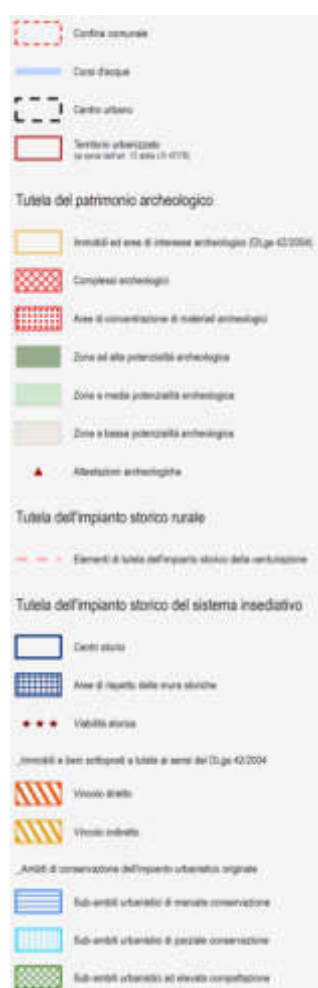 Confine comunale
Corsi d'acqua
Centro urbano
Territorio urbanizzato
Tutela del patrimonio archeologico
Immobili ed aree di interesse archeologico (DLgs 42/2004)
Complessi archeologici
Aree di concentrazione di materiali archeologici
Zone ad alta potenzialità archeologica
Zone a media potenzialità archeologica
Zone a bassa potenzialità archeologica
Attestazioni archeologiche
Tutela dell'impianto storico rurale
Elementi di tutela dell'impianto storico della centuriazione
Tutela dell'impianto storico del sistema insediativo
Centri storici
Aree di rispetto delle mura storiche
Viabilità storica
_Immobili e beni sottoposti a tutela ai sensi del DLgs 42/2004
Vincolo diretto
Vincolo indiretto
_Ambiti di conservazione dell'impianto urbanistico originale
Sub-ambiti urbanistici di conservazione
Sub-ambiti urbanistici di parziale conservazione
Sub-ambiti urbanistici ad elevata compattazione